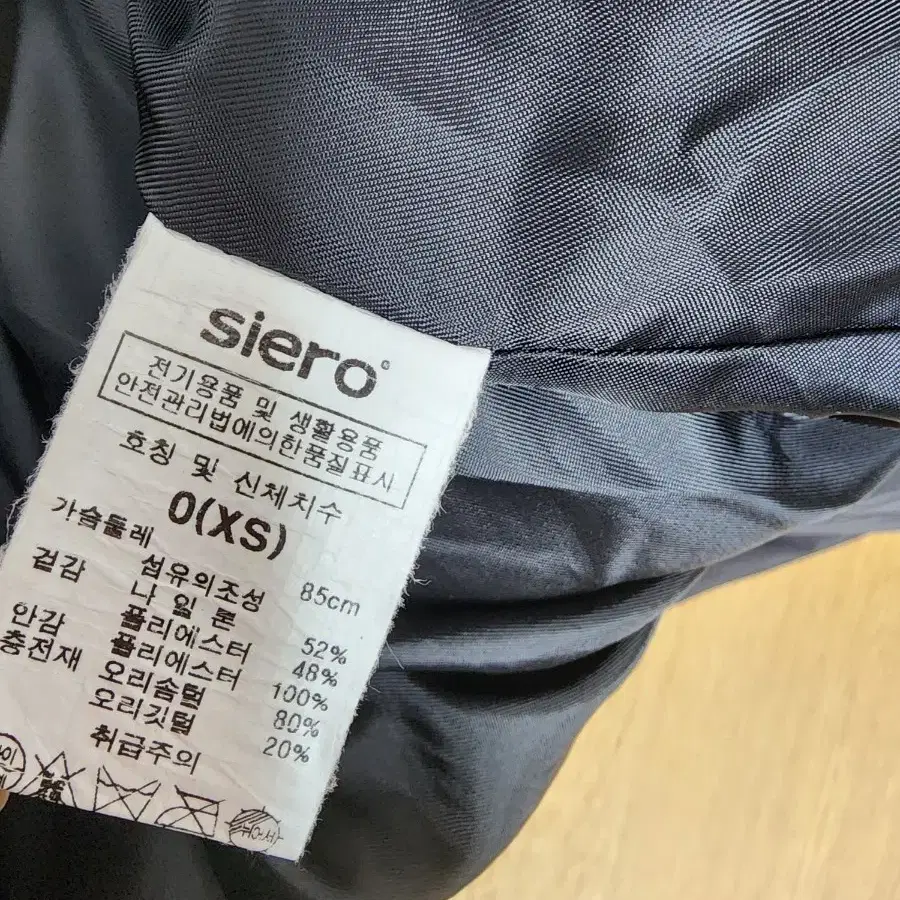 siero
전기용품 및 생활용품
안전관리법에의한품질표시
호칭 및 신체치수
0(XS)
가슴둘레 85cm
섬유의조성
겉감 나 일 론 52%
폴리에스터 48%
안감 폴리에스터 100%
충전재 오리솜털 80%
오리깃털 20%
취급주의
뉘어서